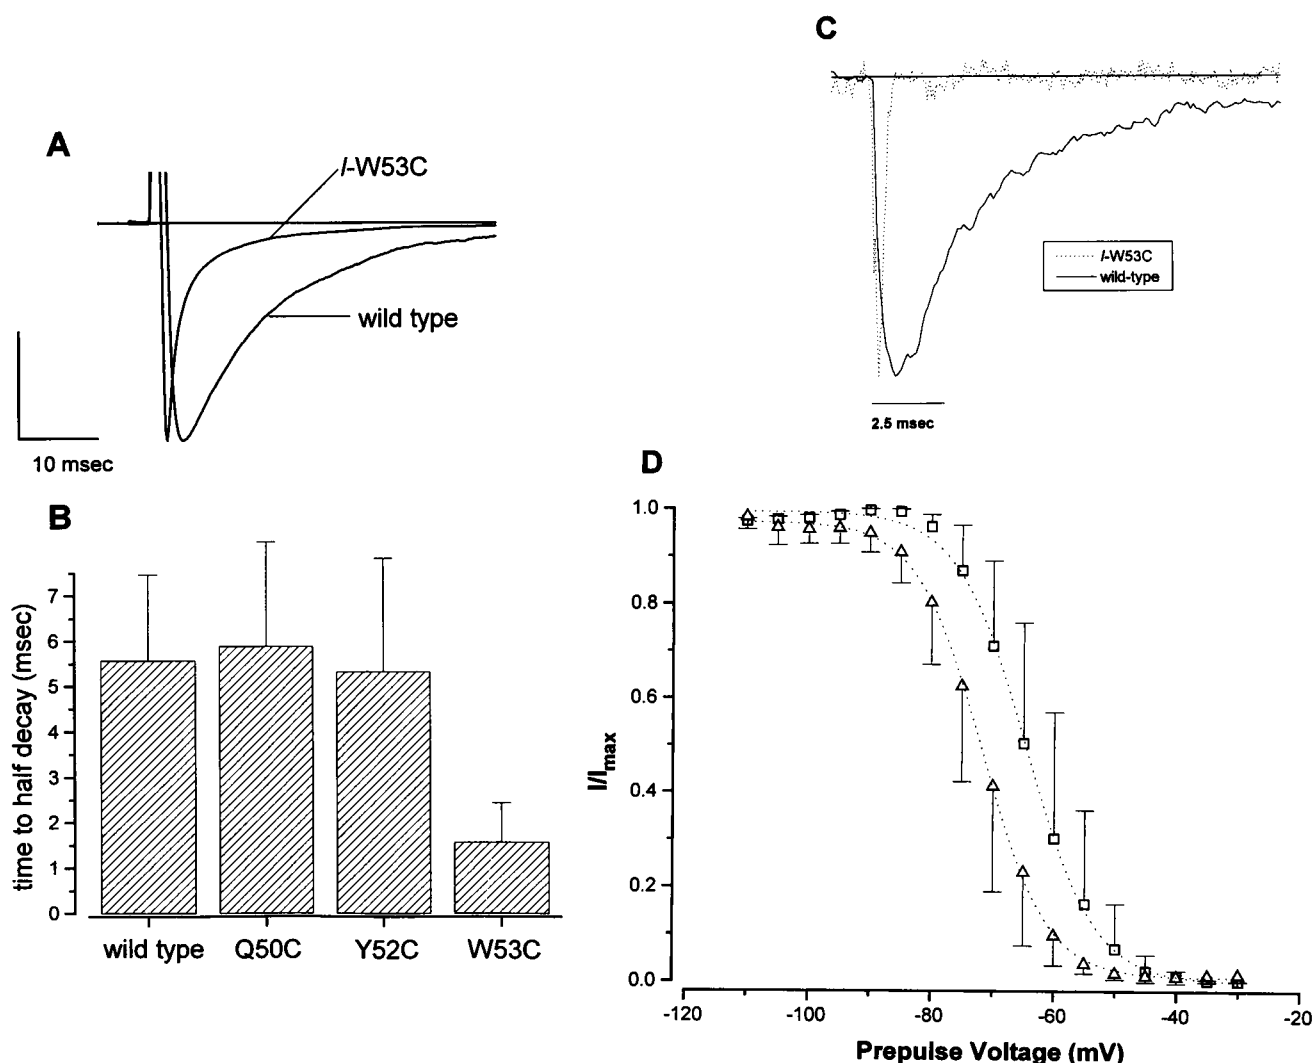 A
l-W53C
wild type
10 msec
B
time to half decay (msec)
7
6
5
4
3
2
1
0
wild type
Q50C
Y52C
W53C
C
l-W53C
wild-type
2.5 msec
D
I/Imax
1.0
0.8
0.6
0.4
0.2
0.0
-120
-100
-80
-60
-40
-20
Prepulse Voltage (mV)